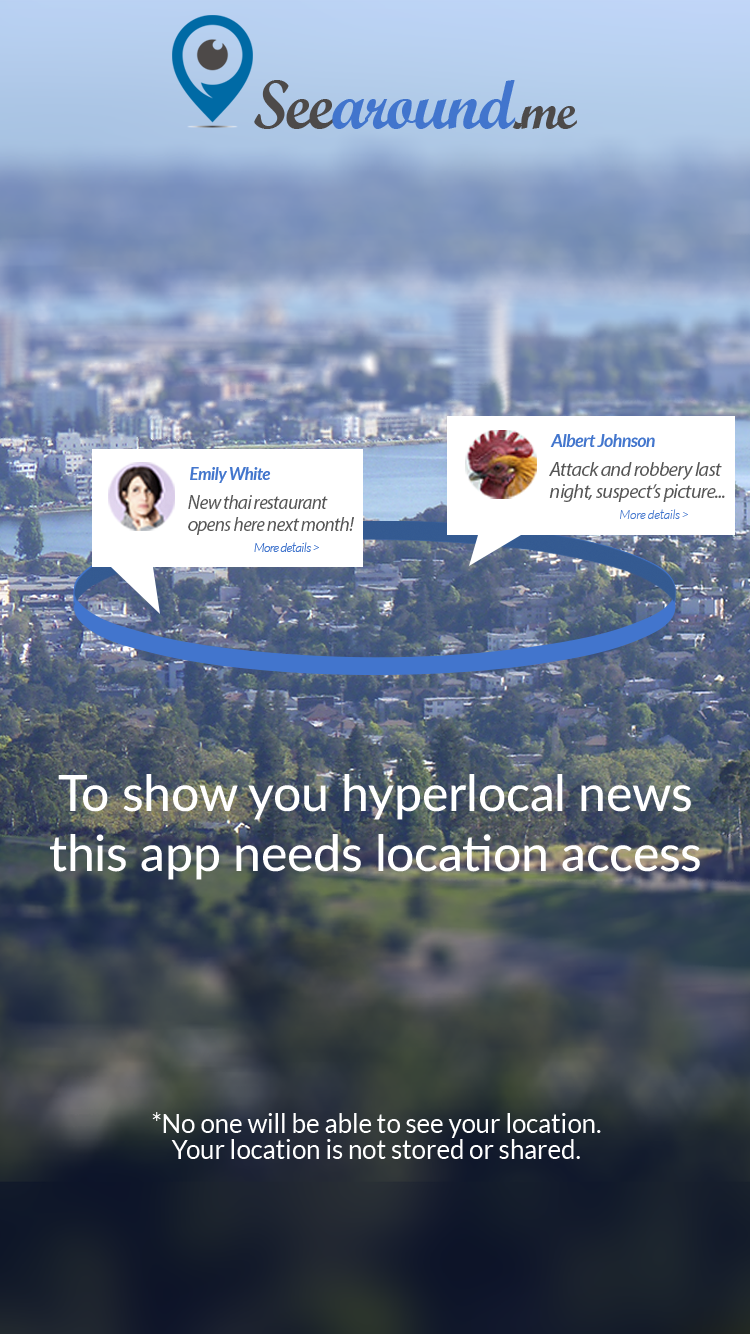 Seearound.me
Albert Johnson
Attack and robbery last
night, suspect's picture...
More details >
Emily White
New thai restaurant
opens here next month!
More details >
To show you hyperlocal news
this app needs location access
*No one will be able to see your location.
Your location is not stored or shared.